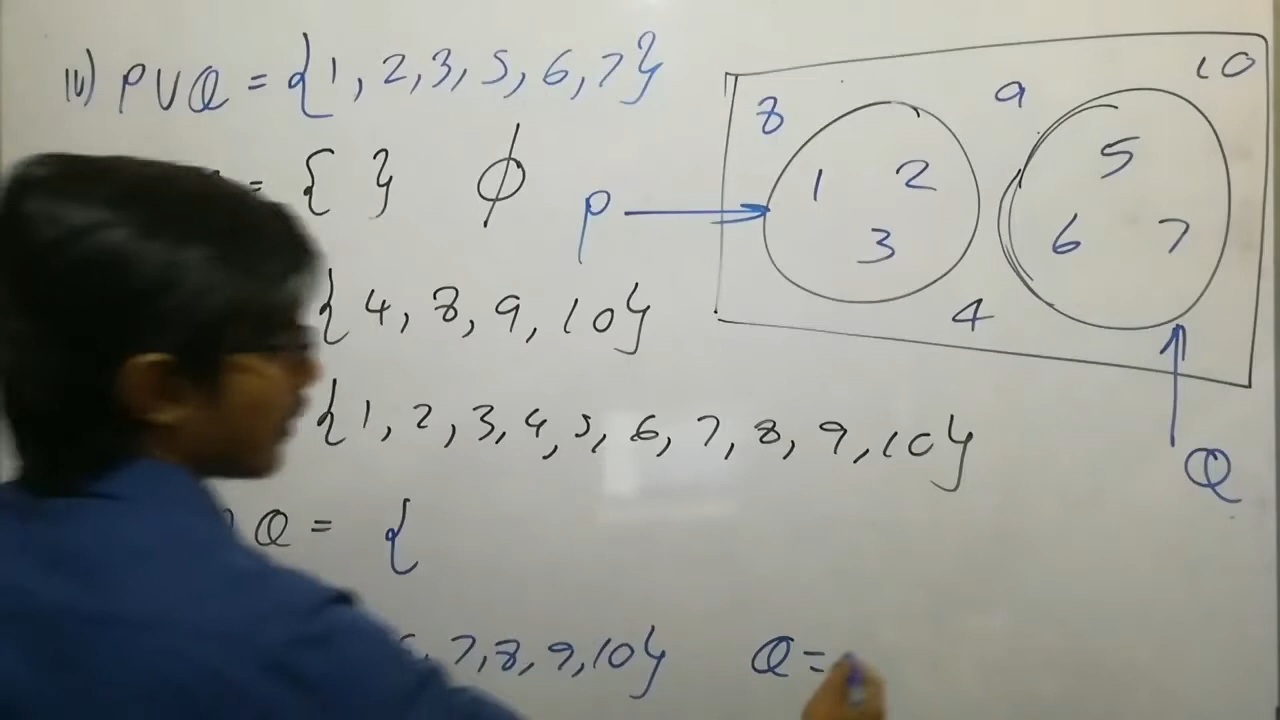 iv) P∪Q = {1, 2, 3, 5, 6, 7}
= { } ϕ
{4, 8, 9, 10}
{1, 2, 3, 4, 5, 6, 7, 8, 9, 10}
Q = {
, 7, 8, 9, 10} Q =
10
8 9
1 2 5
P
3 6 7
4
Q